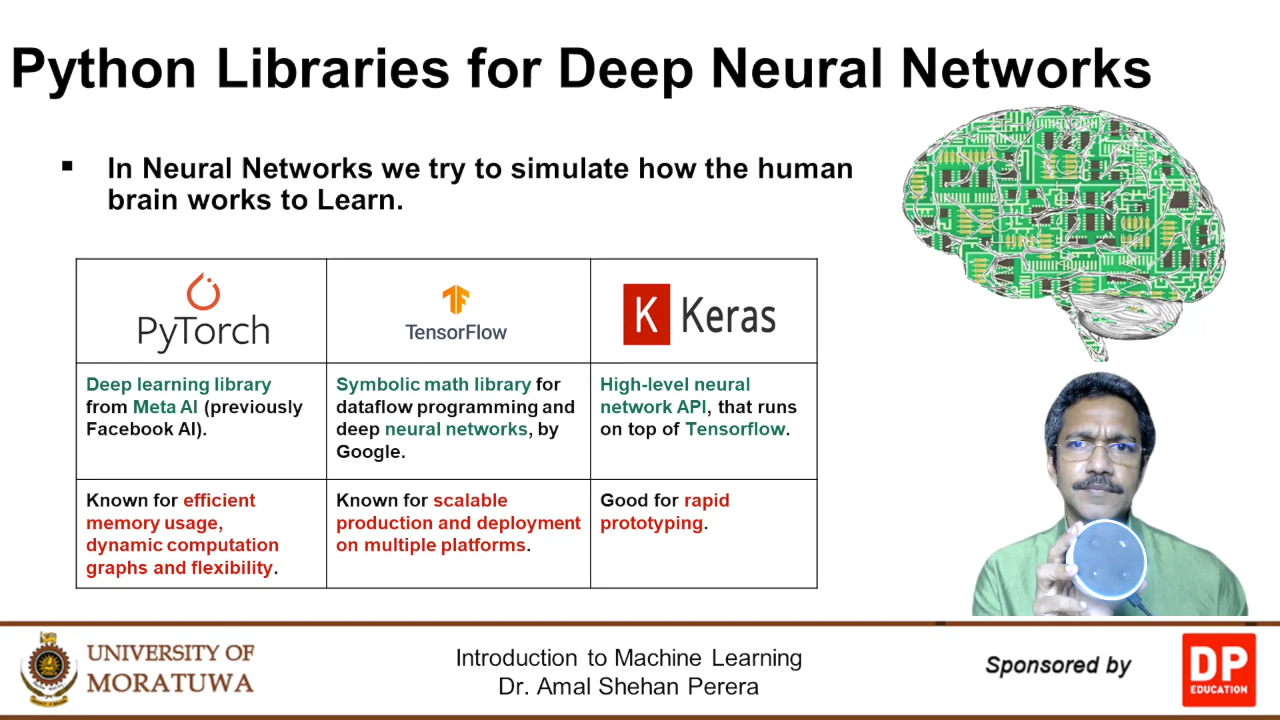 Python Libraries for Deep Neural Networks
▪ In Neural Networks we try to simulate how the human
brain works to Learn.
PyTorch
TensorFlow
K Keras
Deep learning library
from Meta AI (previously
Facebook AI).
Symbolic math library for
dataflow programming and
deep neural networks, by
Google.
High-level neural
network API, that runs
on top of Tensorflow.
Known for efficient
memory usage,
dynamic computation
graphs and flexibility.
Known for scalable
production and deployment
on multiple platforms.
Good for rapid
prototyping.
UNIVERSITY OF
MORATUWA
Introduction to Machine Learning
Dr. Amal Shehan Perera
Sponsored by
DP
EDUCATION